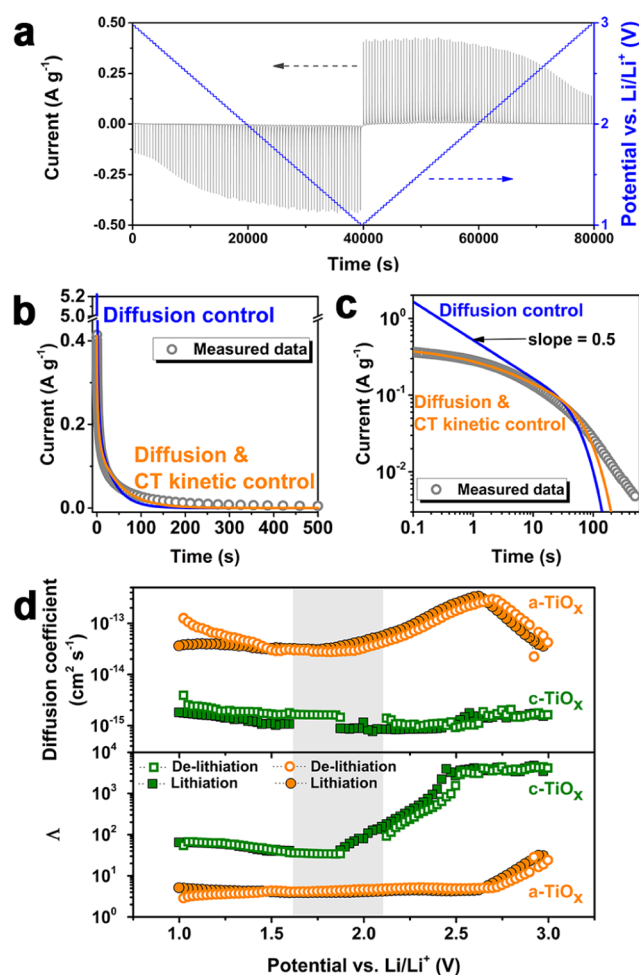 a
0.50
0.25
0.00
-0.25
-0.50
Current (A g⁻¹)
3
2
1
Potential vs. Li/Li⁺ (V)
0
20000
40000
60000
80000
Time (s)
b
5.2
5.0
0.4
0.2
0.0
Current (A g⁻¹)
Diffusion control
Measured data
Diffusion &
CT kinetic control
0
100
200
300
400
500
Time (s)
c
10⁰
10⁻¹
10⁻²
Current (A g⁻¹)
Diffusion control
slope = 0.5
Diffusion &
CT kinetic control
Measured data
0.1
1
10
100
Time (s)
d
Diffusion coefficient
(cm² s⁻¹)
10⁻¹³
10⁻¹⁴
10⁻¹⁵
a-TiOₓ
c-TiOₓ
Λ
10⁴
10³
10²
10¹
10⁰
De-lithiation
De-lithiation
Lithiation
Lithiation
c-TiOₓ
a-TiOₓ
1.0
1.5
2.0
2.5
3.0
Potential vs. Li/Li⁺ (V)